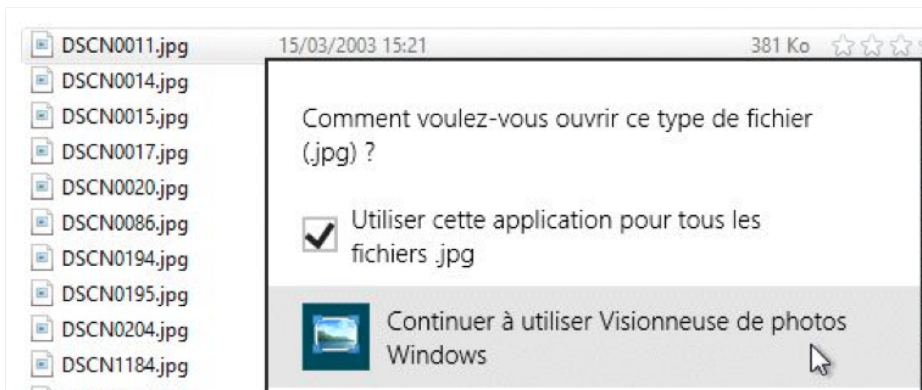 DSCN0011.jpg 15/03/2003 15:21 381 Ko
DSCN0014.jpg
DSCN0015.jpg
DSCN0017.jpg
DSCN0020.jpg
DSCN0086.jpg
DSCN0194.jpg
DSCN0195.jpg
DSCN0204.jpg
DSCN1184.jpg
Comment voulez-vous ouvrir ce type de fichier
(.jpg) ?
Utiliser cette application pour tous les
fichiers .jpg
Continuer à utiliser Visionneuse de photos
Windows